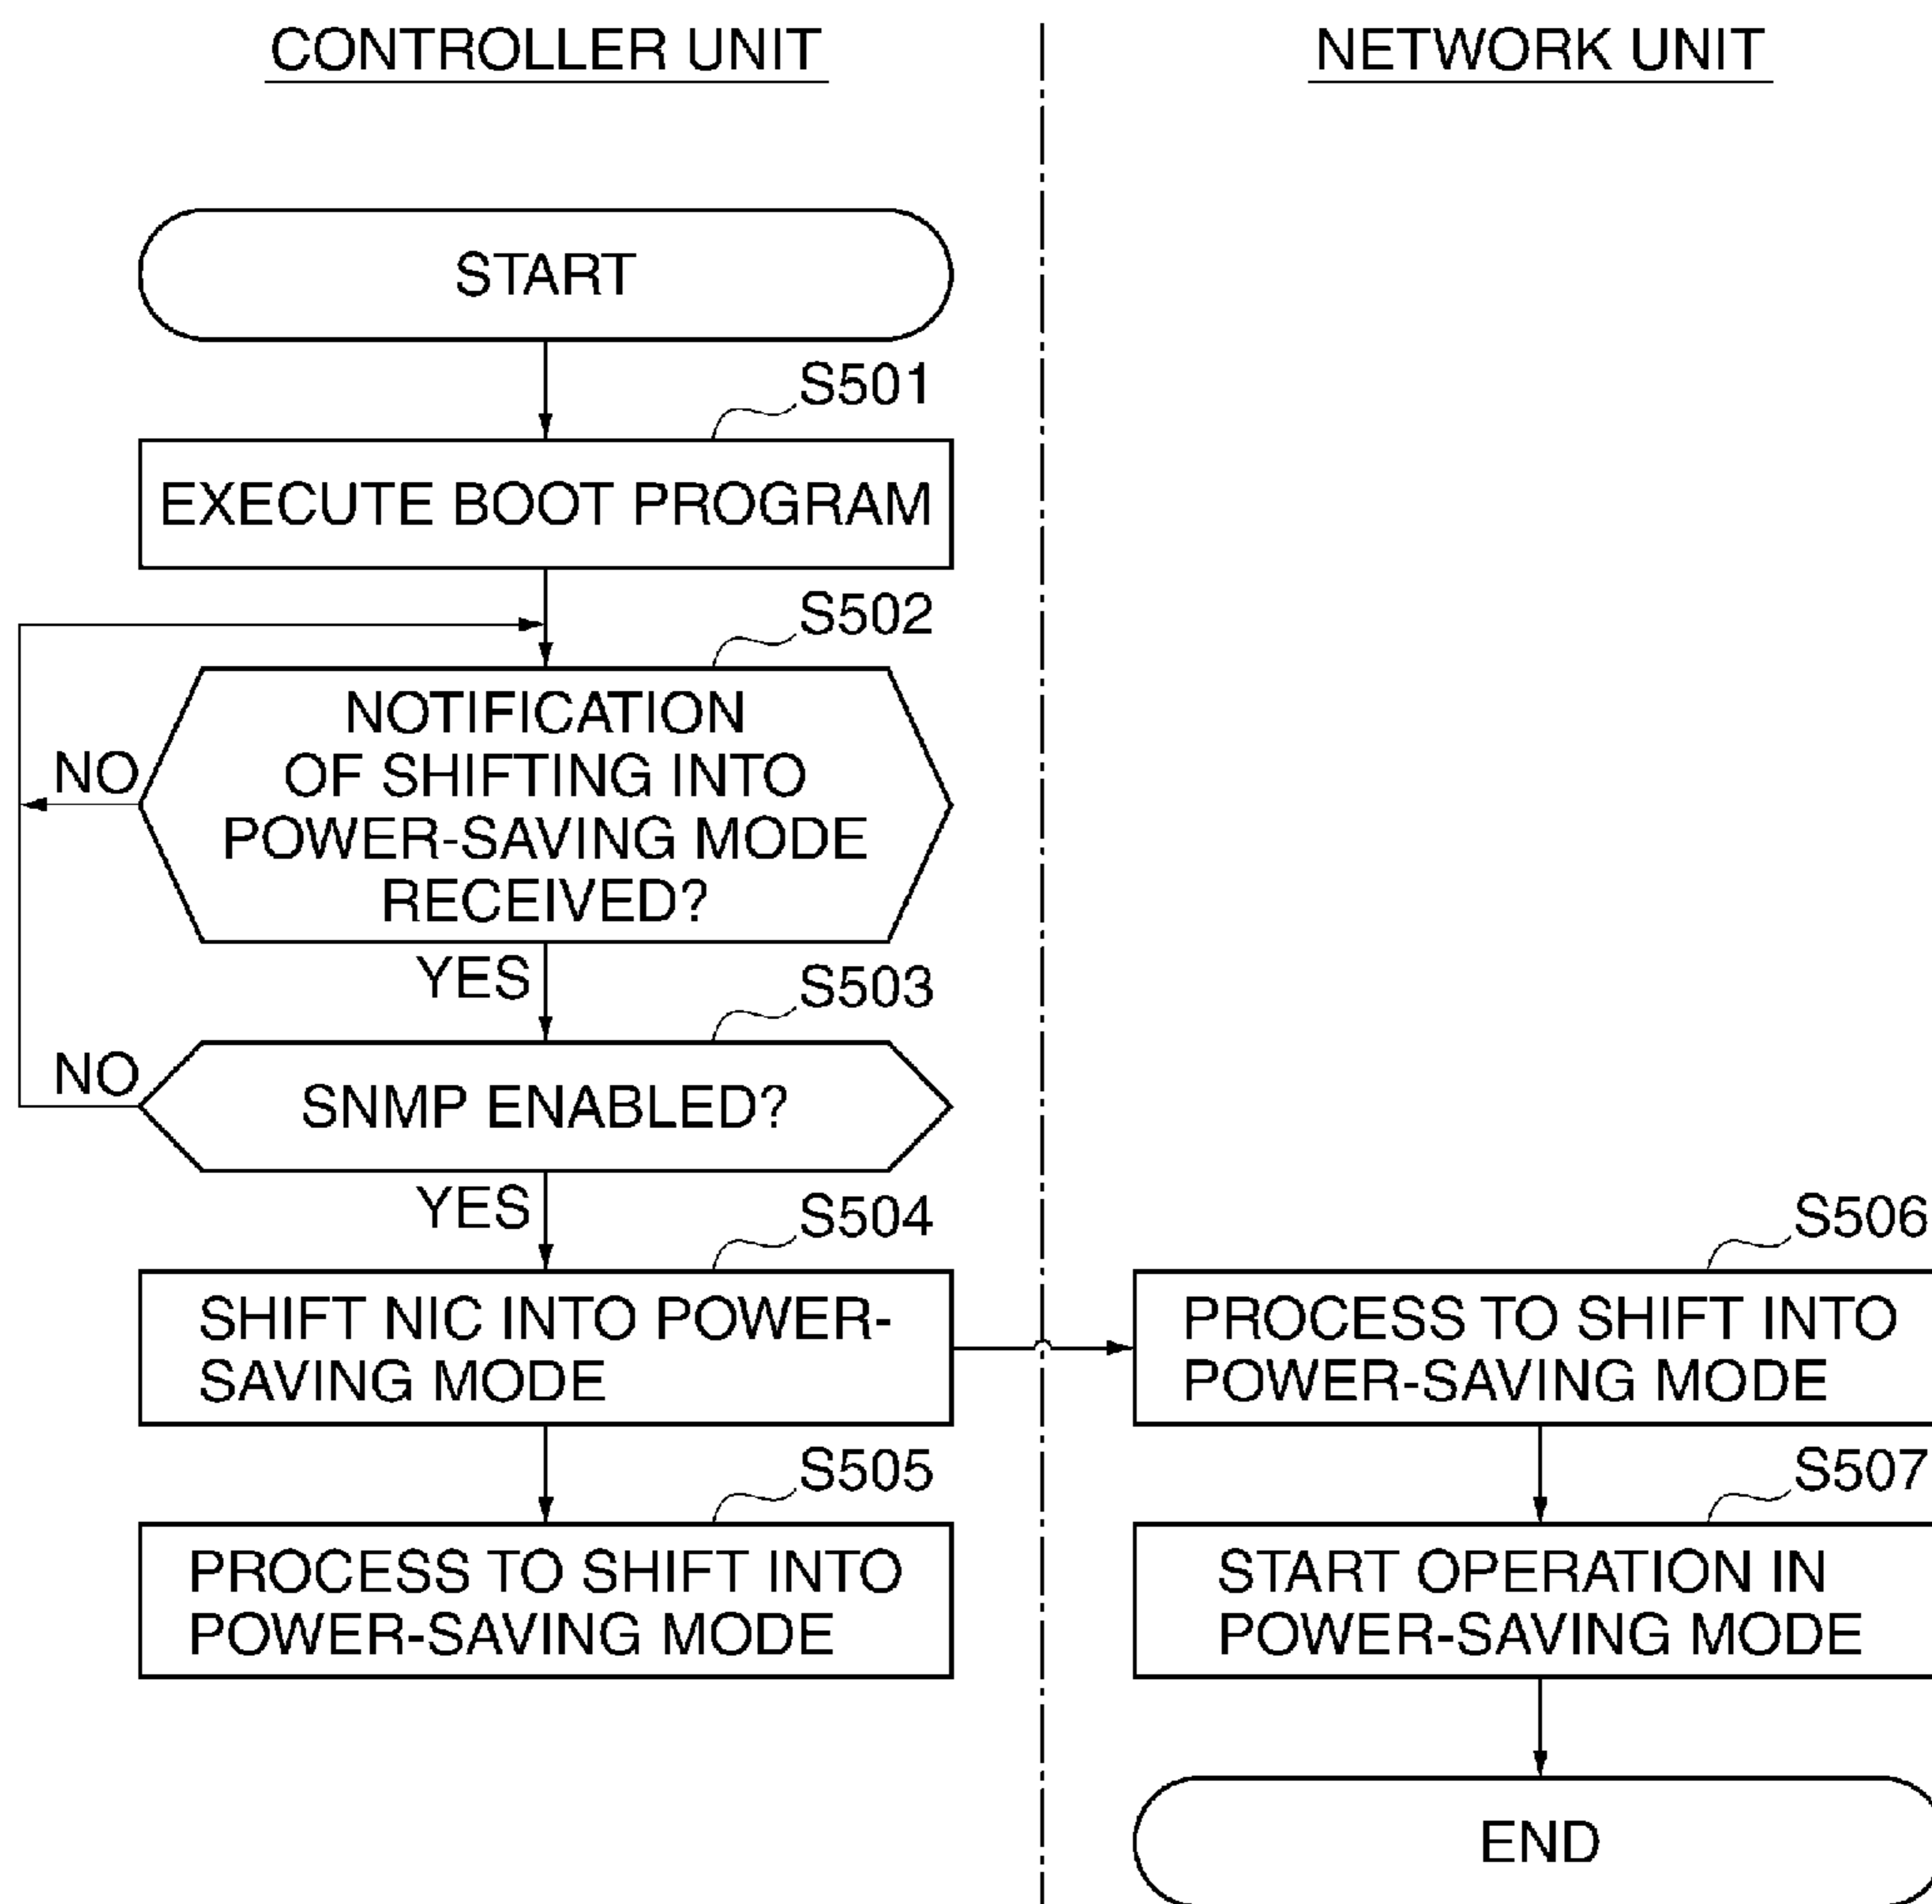 CONTROLLER UNIT
NETWORK UNIT
START
S501
EXECUTE BOOT PROGRAM
S502
NOTIFICATION
OF SHIFTING INTO
POWER-SAVING MODE
RECEIVED?
NO
YES
S503
SNMP ENABLED?
NO
YES
S504
SHIFT NIC INTO POWER-
SAVING MODE
S505
PROCESS TO SHIFT INTO
POWER-SAVING MODE
S506
PROCESS TO SHIFT INTO
POWER-SAVING MODE
S507
START OPERATION IN
POWER-SAVING MODE
END